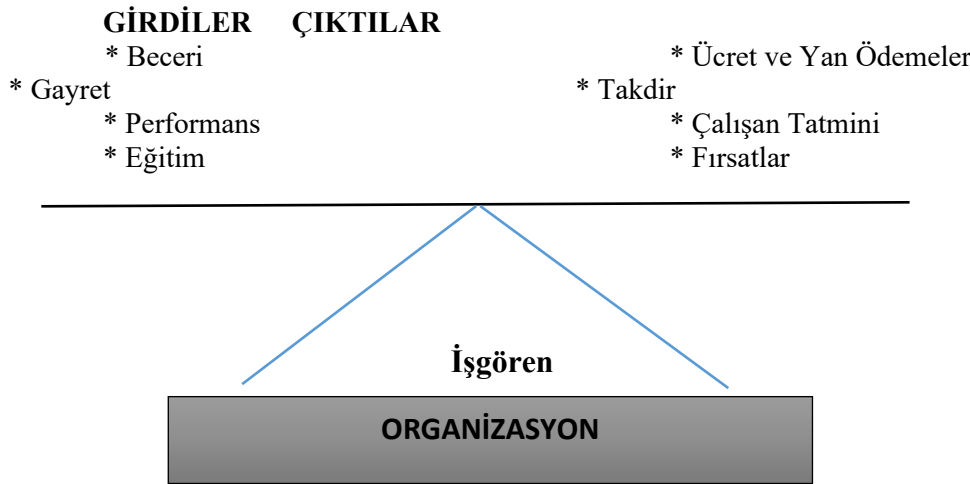 GİRDİLER ÇIKTILAR
* Beceri * Ücret ve Yan Ödemeler
* Gayret * Takdir
* Performans * Çalışan Tatmini
* Eğitim * Fırsatlar
İşgören
ORGANİZASYON